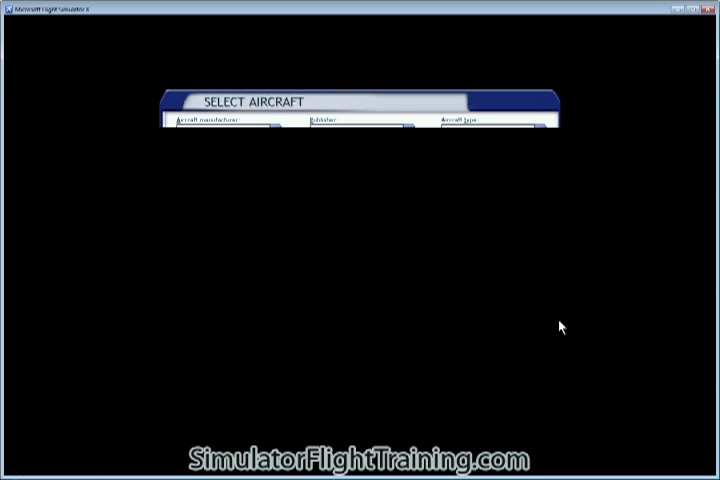 Microsoft Flight Simulator X
SELECT AIRCRAFT
Aircraft manufacturer: Publisher: Aircraft type:
SimulatorFlightTraining.com